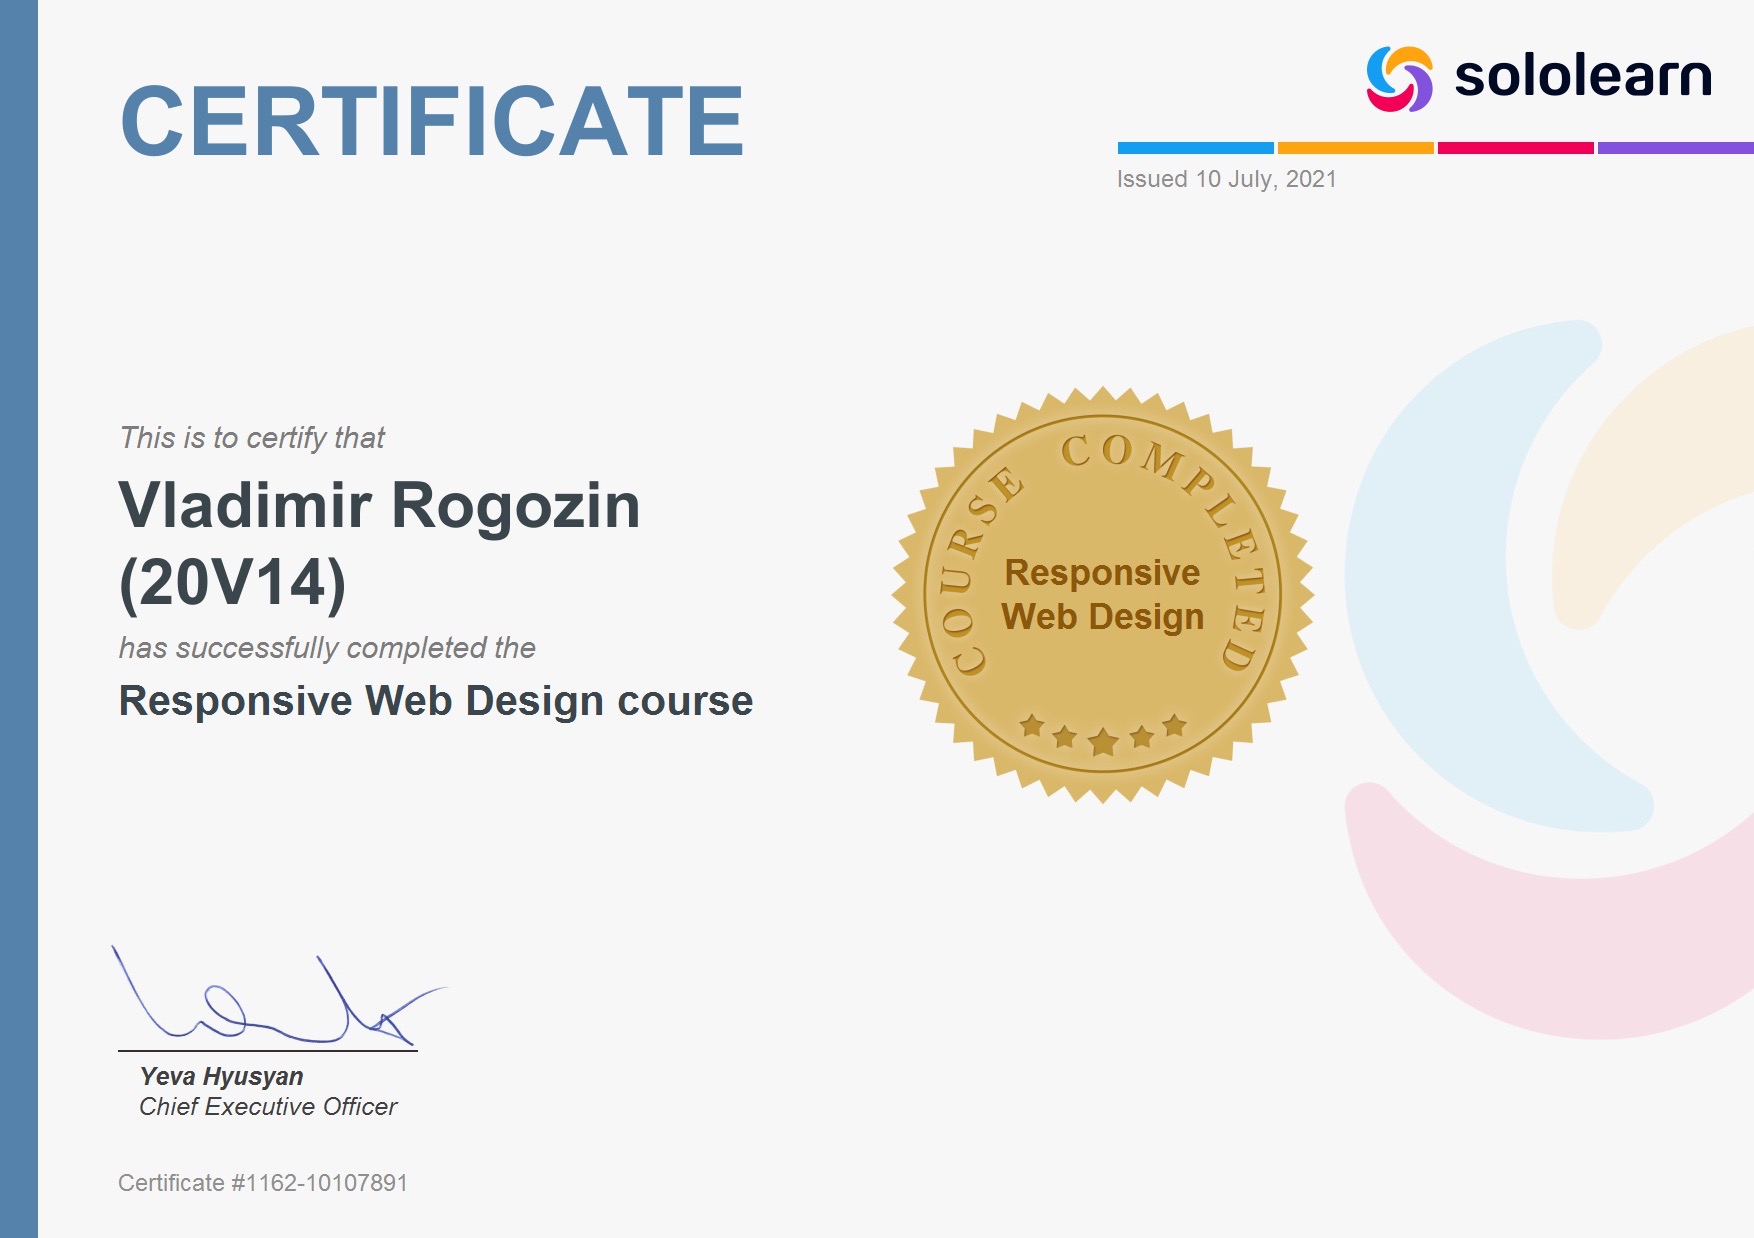 CERTIFICATE
sololearn
Issued 10 July, 2021
This is to certify that
Vladimir Rogozin
(20V14)
has successfully completed the
Responsive Web Design course
COURSE COMPLETED
Responsive
Web Design
Yeva Hyusyan
Chief Executive Officer
Certificate #1162-10107891